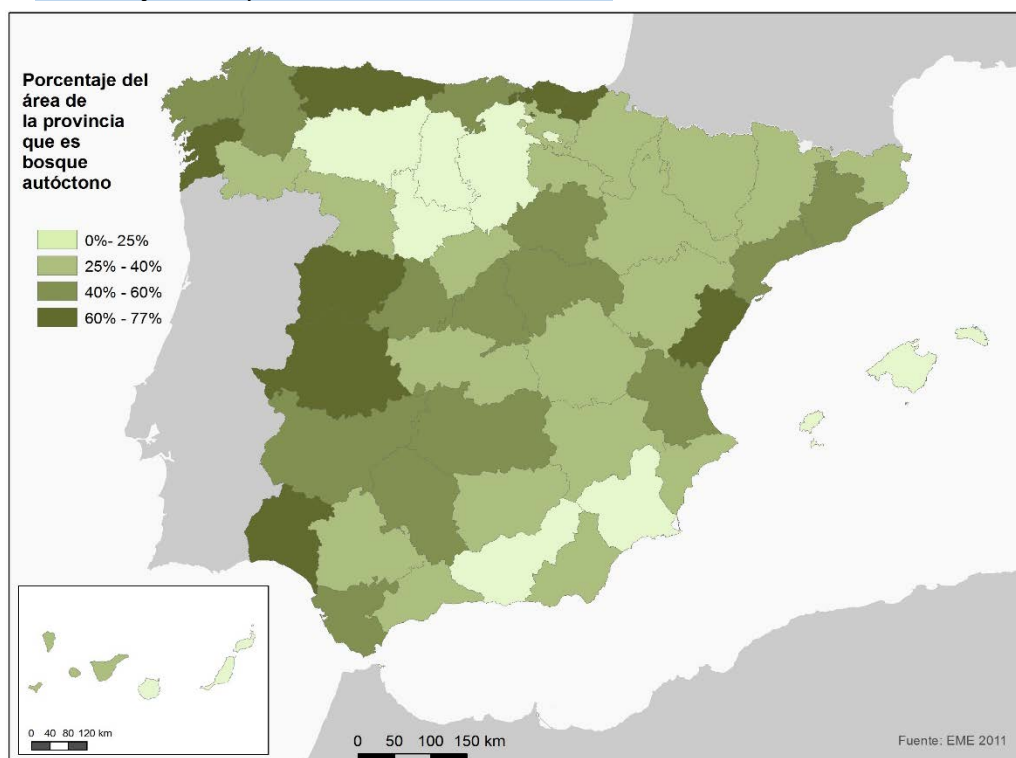 Porcentaje del
área de
la provincia
que es
bosque
autóctono
0%- 25%
25% - 40%
40% - 60%
60% - 77%
0 40 80 120 km
0 50 100 150 km
Fuente: EME 2011